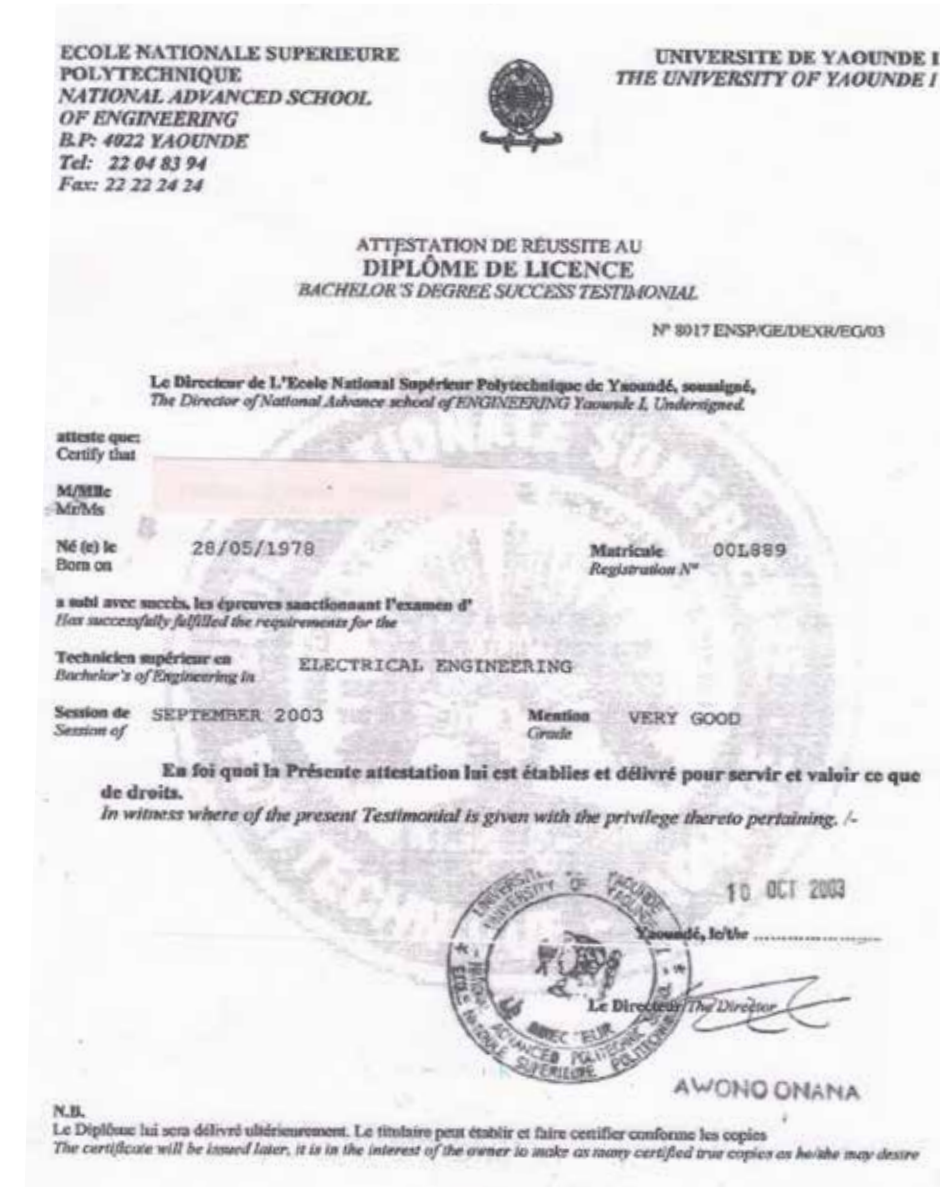 ECOLE NATIONALE SUPERIEURE
POLYTECHNIQUE
NATIONAL ADVANCED SCHOOL
OF ENGINEERING
B.P: 4022 YAOUNDE
Tel: 22 04 83 94
Fax: 22 22 24 24
UNIVERSITE DE YAOUNDE I
THE UNIVERSITY OF YAOUNDE I
ATTESTATION DE REUSSITE AU
DIPLÔME DE LICENCE
BACHELOR'S DEGREE SUCCESS TESTIMONIAL
N° 8017 ENSP/GE/DEXR/EG/03
Le Directeur de L'Ecole National Supérieur Polytechnique de Yaoundé, soussigné,
The Director of National Advance school of ENGINEERING Yaounde I, Undersigned.
atteste que:
Certify that
M/Mlle
Mr/Ms
Né (e) le 28/05/1978 Matricule 00L889
Born on Registration N°
a subi avec succès, les épreuves sanctionnant l'examen d'
Has successfully fulfilled the requirements for the
Technicien supérieur en ELECTRICAL ENGINEERING
Bachelor's of Engineering in
Session de SEPTEMBER 2003 Mention VERY GOOD
Session of Grade
En foi quoi la Présente attestation lui est établies et délivré pour servir et valoir ce que
de droits.
In witness where of the present Testimonial is given with the privilege thereto pertaining. /-
10 OCT 2003
Yaoundé, le/the ......................
Le Directeur/The Director
AWONO ONANA
N.B.
Le Diplôme lui sera délivré ultérieurement. Le titulaire peut établir et faire certifier conforme les copies
The certificate will be issued later, it is in the interest of the owner to make as many certified true copies as he/she may desire